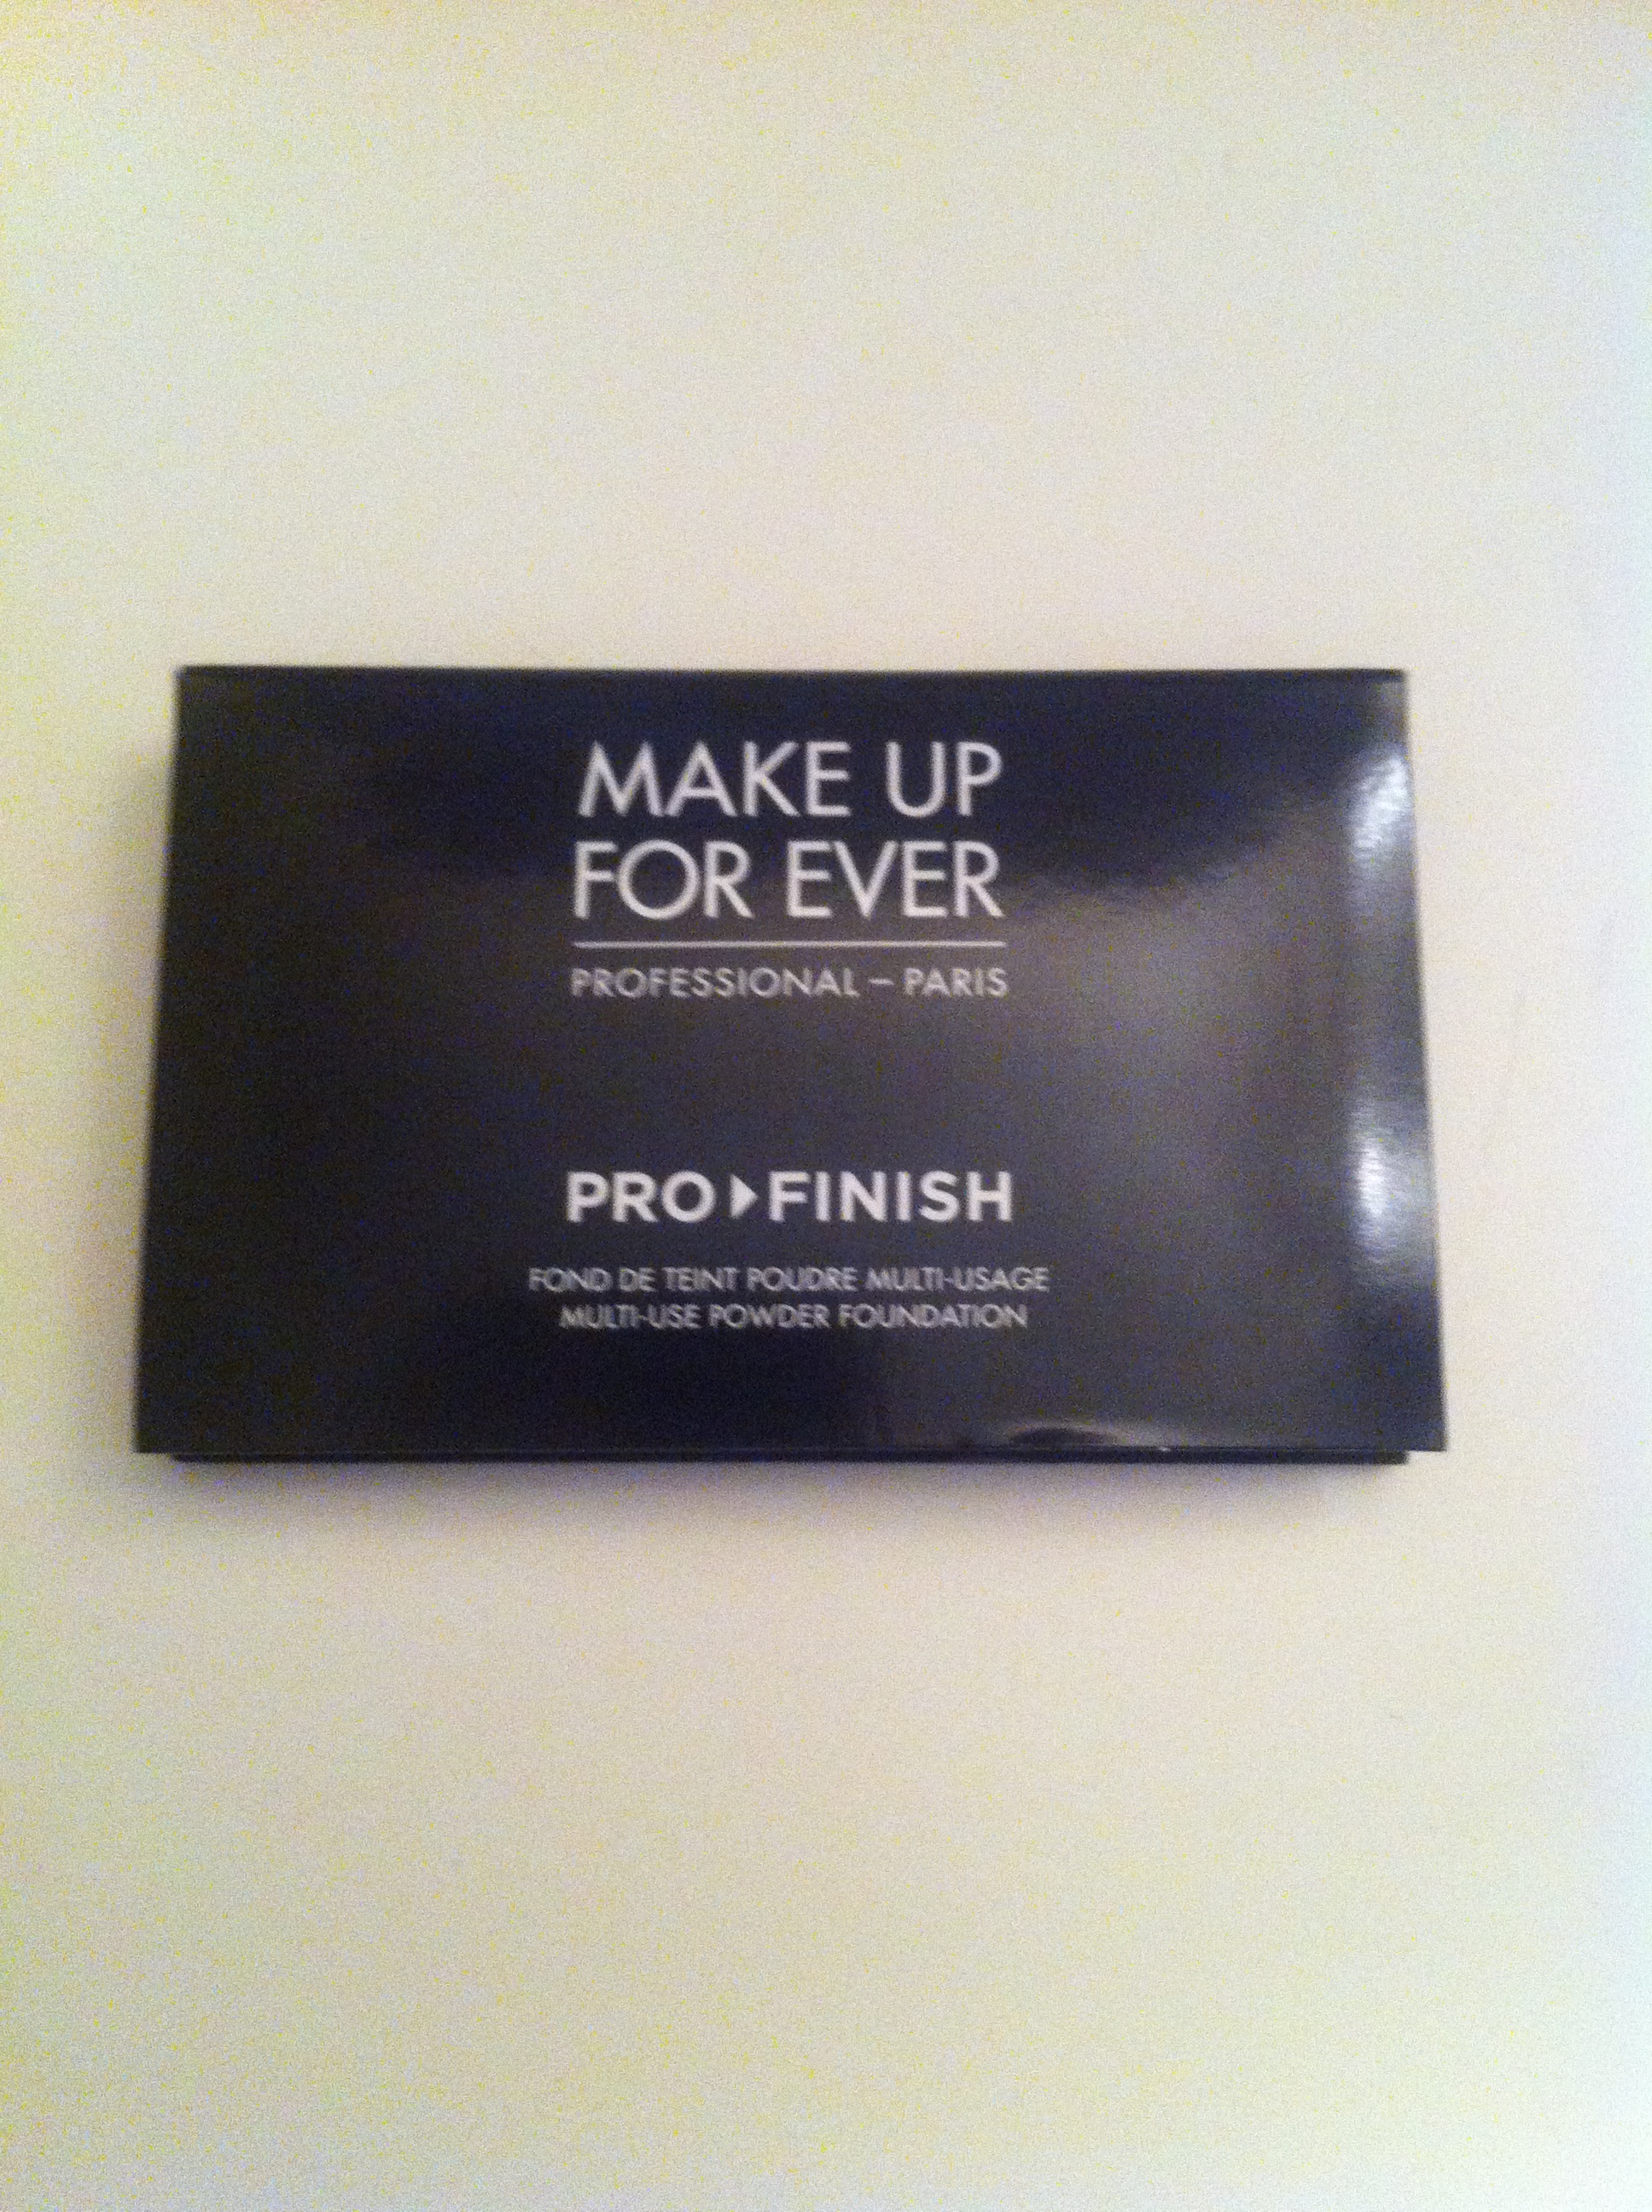 MAKE UP
FOR EVER
PROFESSIONAL – PARIS
PRO▶FINISH
FOND DE TEINT POUDRE MULTI-USAGE
MULTI-USE POWDER FOUNDATION